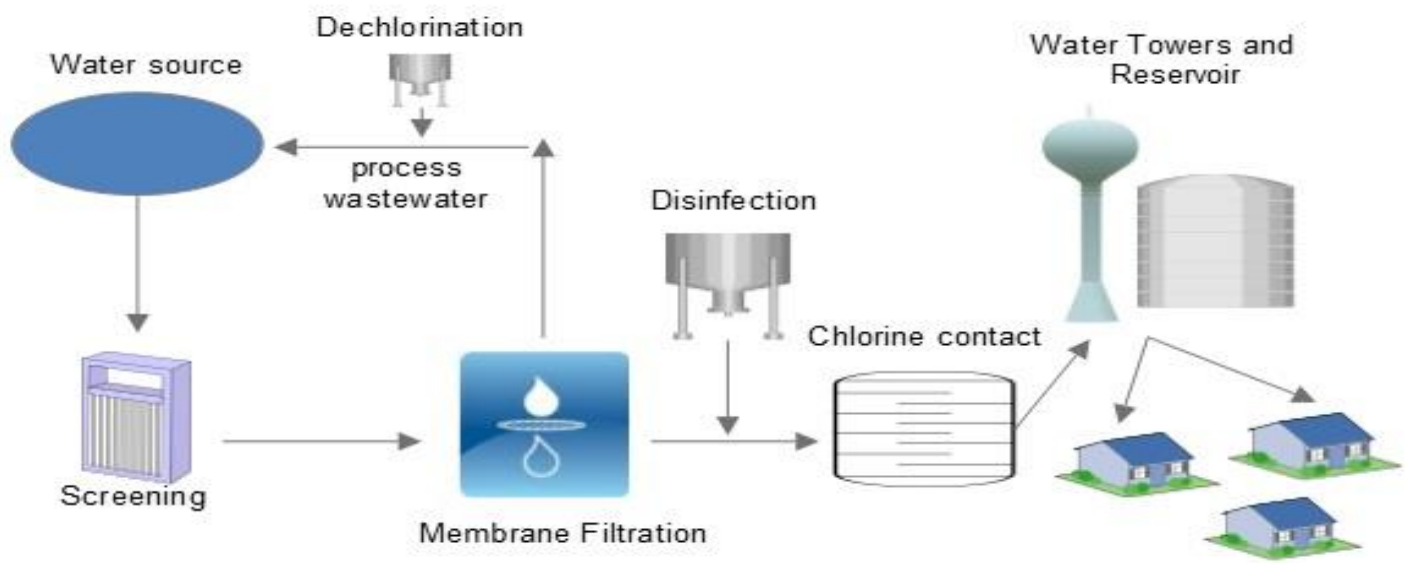 Dechlorination
Water source
process
wastewater
Disinfection
Water Towers and
Reservoir
Chlorine contact
Screening
Membrane Filtration